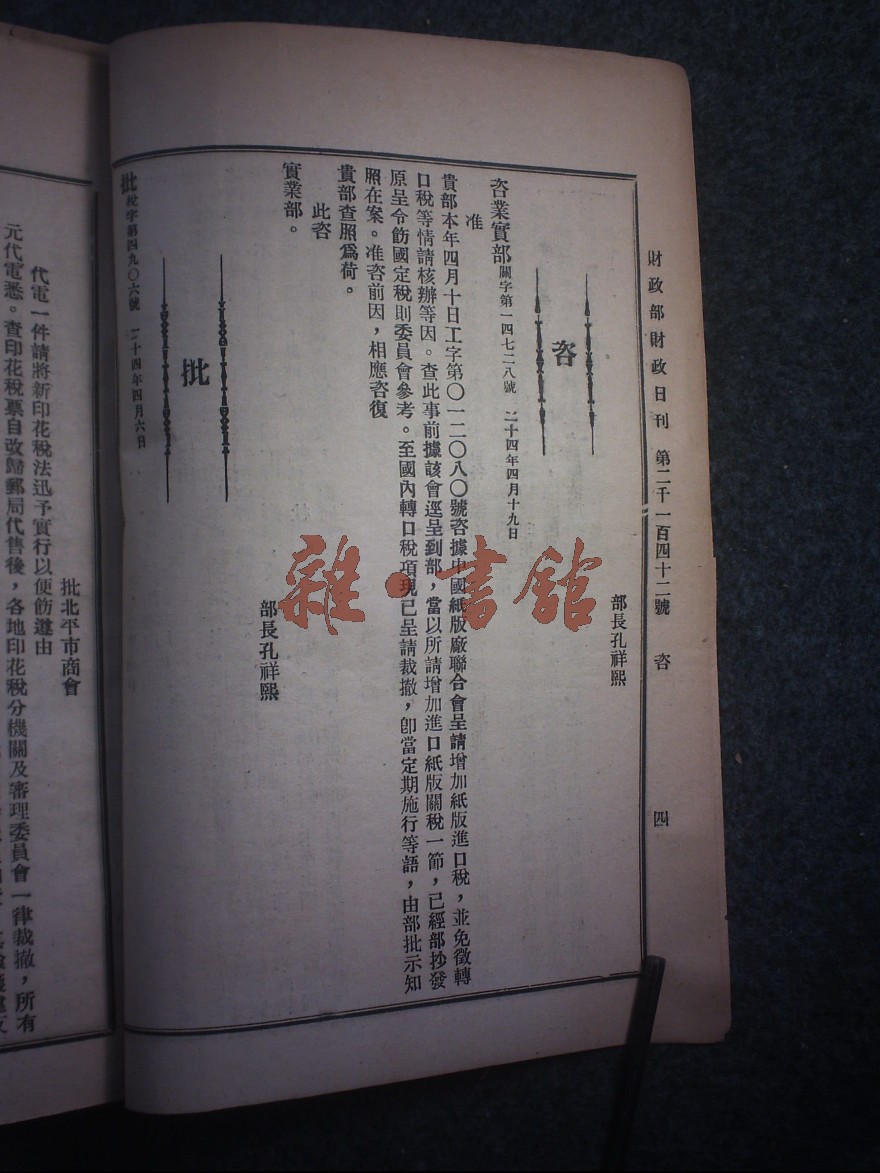 財政部財政日刊 第二千一百四十二號 咨 四
部長孔祥熙
咨
咨業實部關字第一四七二八號 二十四年四月十九日
准
貴部本年四月十日工字第〇一二〇八〇號咨據中國紙版廠聯合會呈請增加紙版進口稅，並免徵轉
口稅等情請核辦等因。查此事前據該會逕呈到部，當以所請增加進口紙版關稅一節，已經部抄發
原呈令飭國定稅則委員會參考。至國內轉口稅項現已呈請裁撤，卽當定期施行等語，由部批示知
照在案。准咨前因，相應咨復
貴部查照爲荷。
此咨
實業部。
部長孔祥熙
批
批稅字第四九〇六號 二十四年四月六日
批北平市商會
代電一件請將新印花稅法迅予實行以便飭遵由
元代電悉。查印花稅票自改歸郵局代售後，各地印花稅分機關及審理委員會一律裁撤，所有
雜·書館